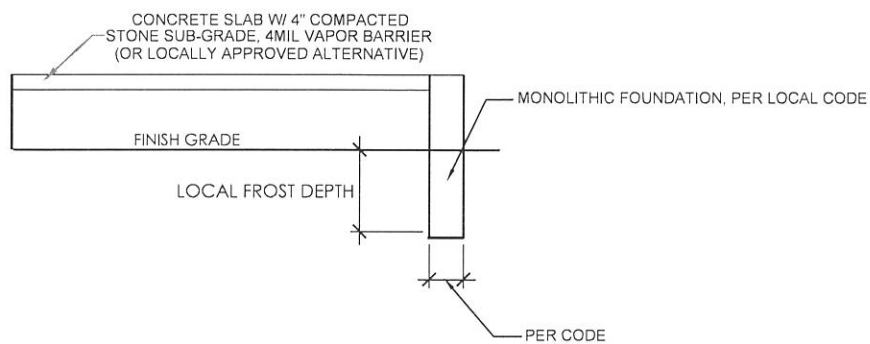 CONCRETE SLAB W/ 4" COMPACTED
STONE SUB-GRADE, 4MIL VAPOR BARRIER
(OR LOCALLY APPROVED ALTERNATIVE)
MONOLITHIC FOUNDATION, PER LOCAL CODE
FINISH GRADE
LOCAL FROST DEPTH
PER CODE